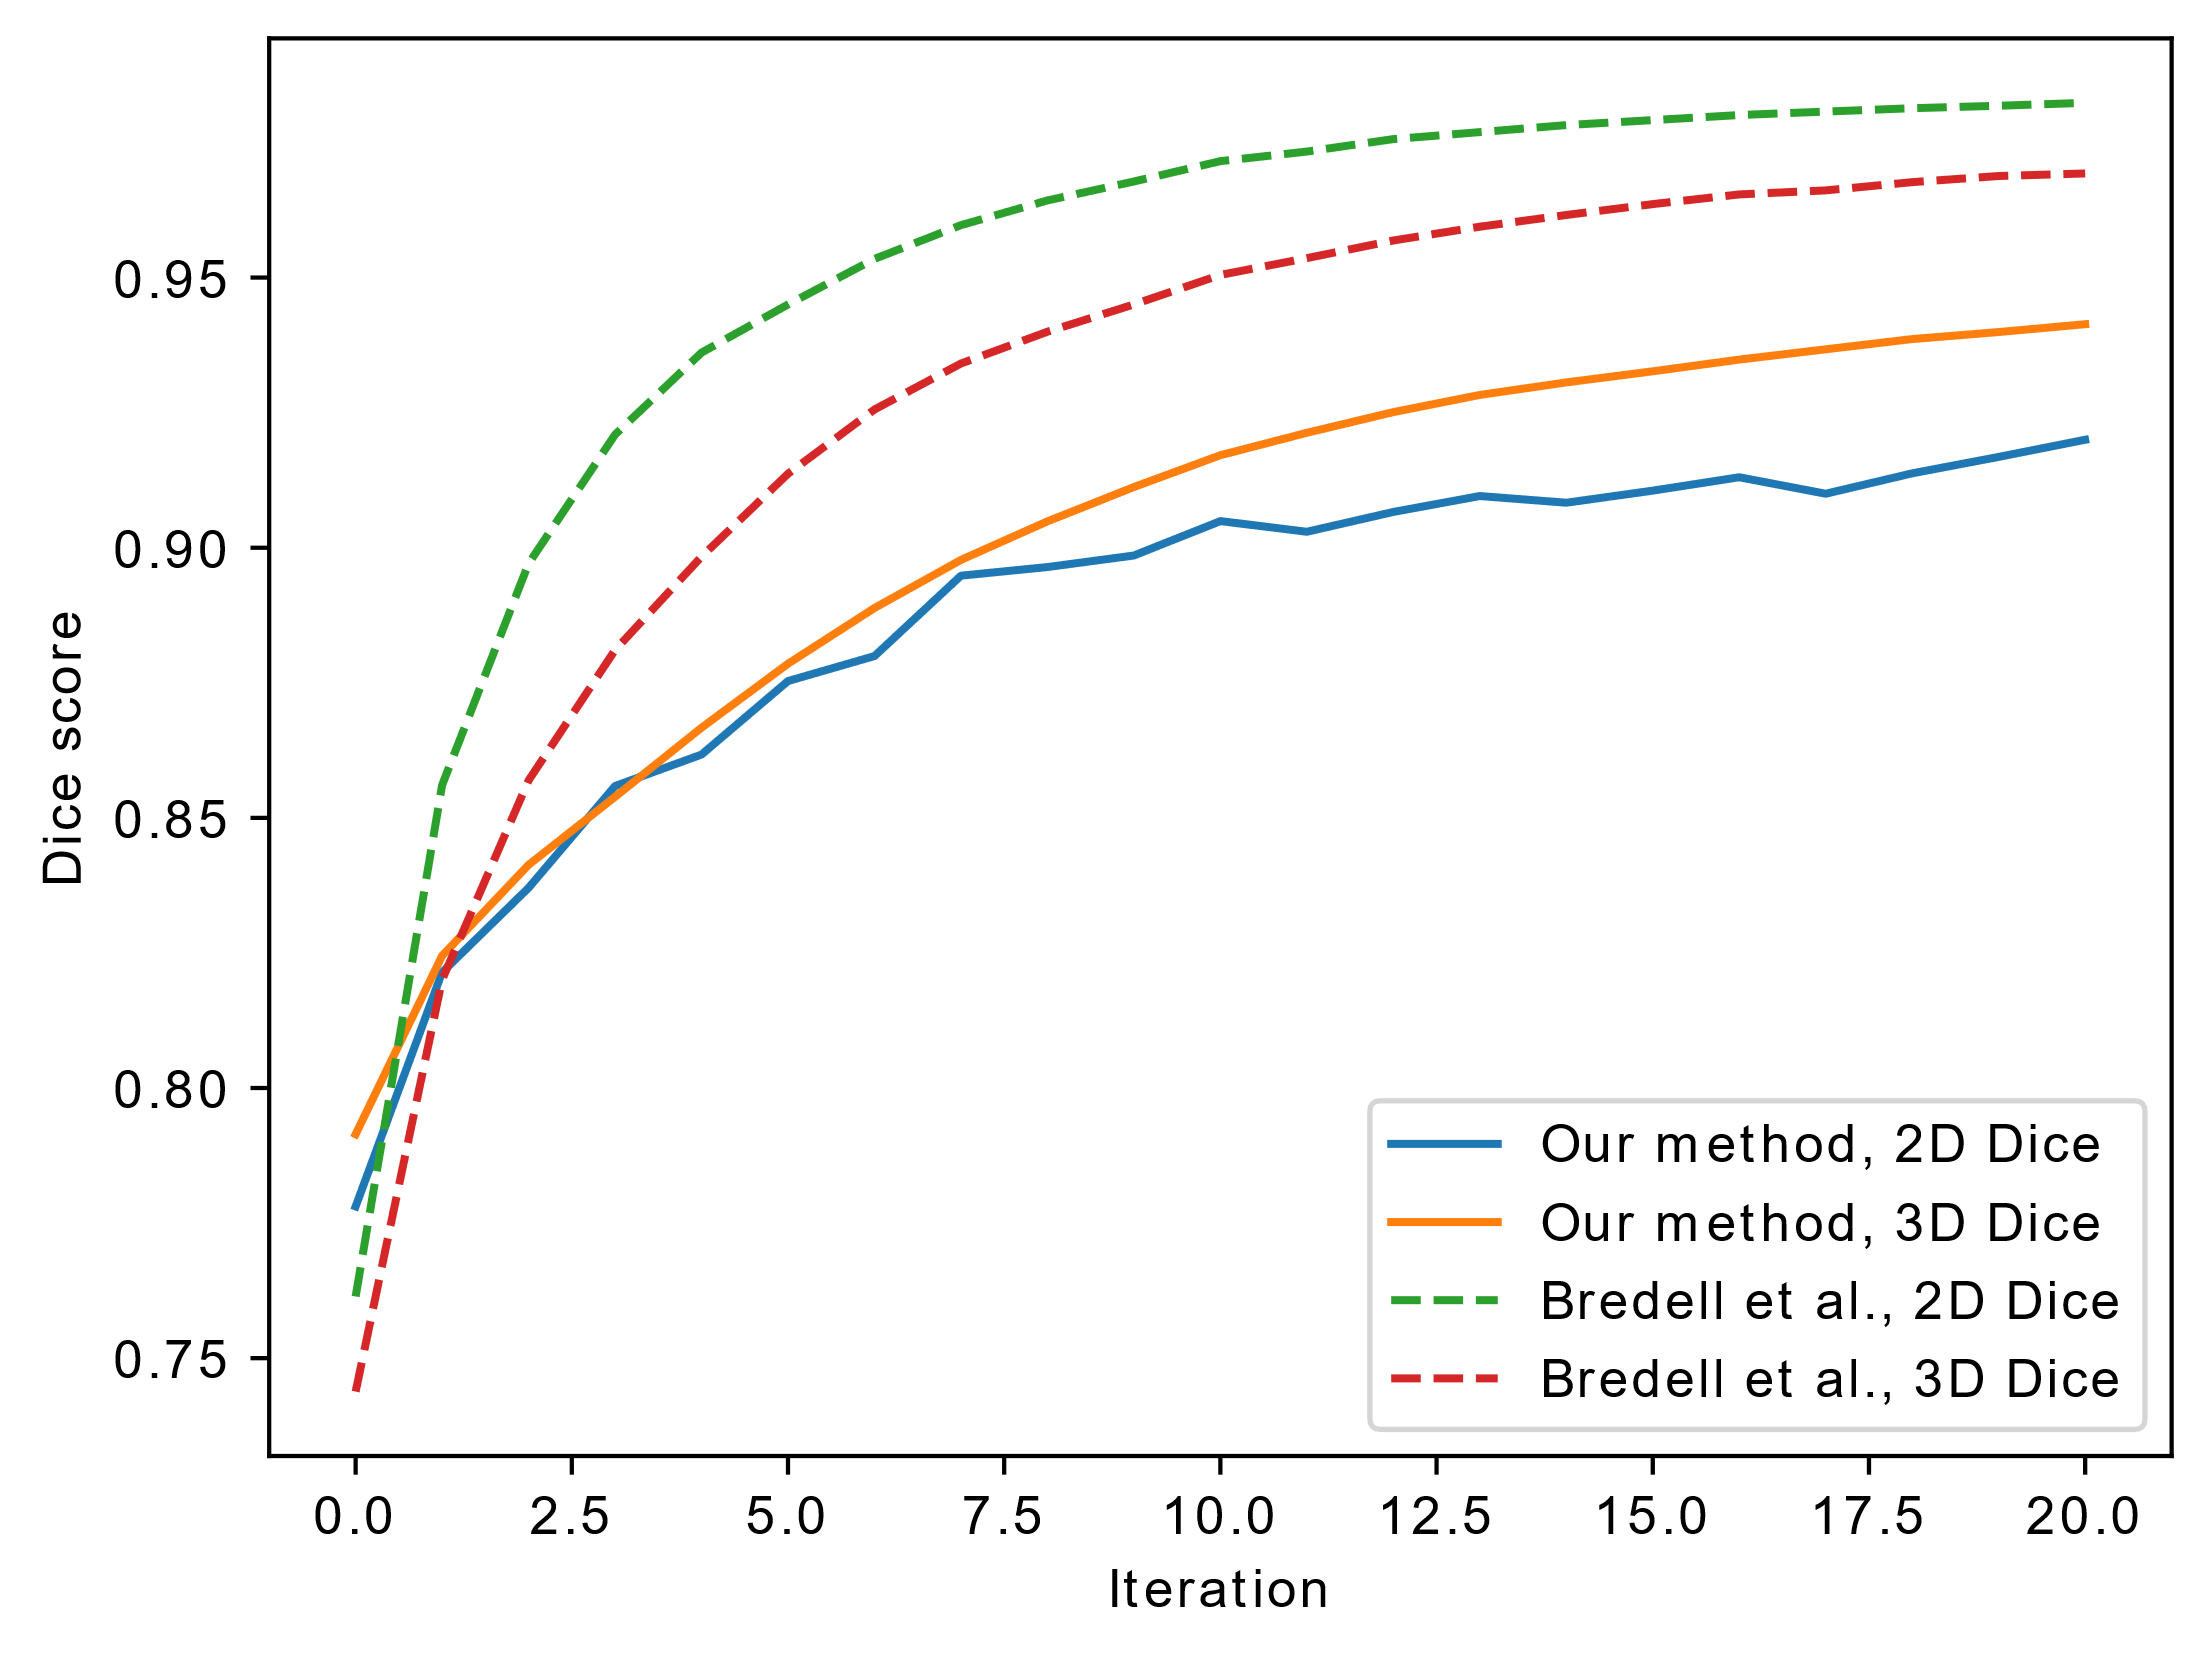 0.95
0.90
0.85
0.80
0.75
Dice score
0.0 2.5 5.0 7.5 10.0 12.5 15.0 17.5 20.0
Iteration
Our method, 2D Dice
Our method, 3D Dice
Bredell et al., 2D Dice
Bredell et al., 3D Dice